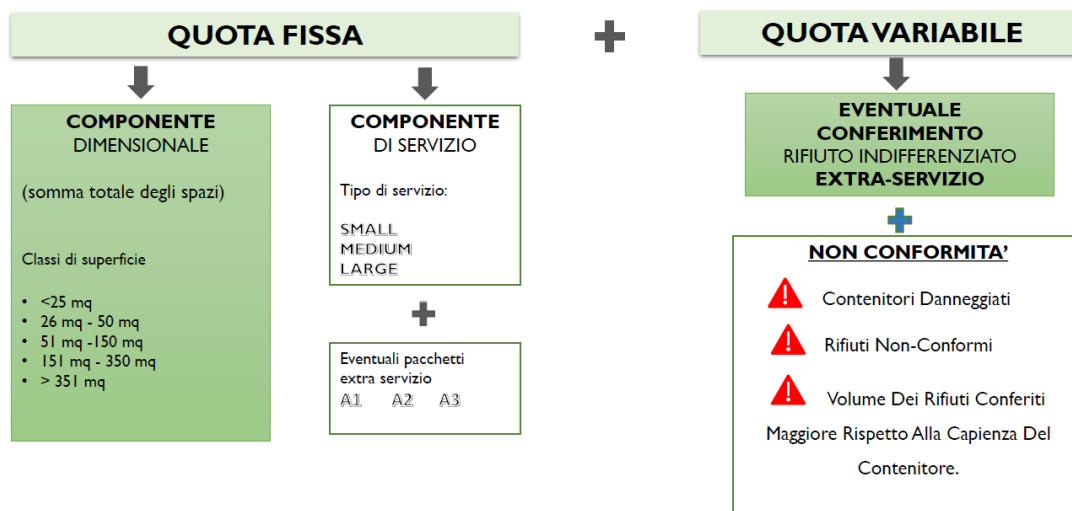 QUOTA FISSA
COMPONENTE
DIMENSIONALE
(somma totale degli spazi)
Classi di superficie
• <25 mq
• 26 mq - 50 mq
• 51 mq -150 mq
• 151 mq - 350 mq
• > 351 mq
COMPONENTE
DI SERVIZIO
Tipo di servizio:
SMALL
MEDIUM
LARGE
Eventuali pacchetti
extra servizio
A1 A2 A3
QUOTA VARIABILE
EVENTUALE
CONFERIMENTO
RIFIUTO INDIFFERENZIATO
EXTRA-SERVIZIO
NON CONFORMITA’
Contenitori Danneggiati
Rifiuti Non-Conformi
Volume Dei Rifiuti Conferiti
Maggiore Rispetto Alla Capienza Del
Contenitore.